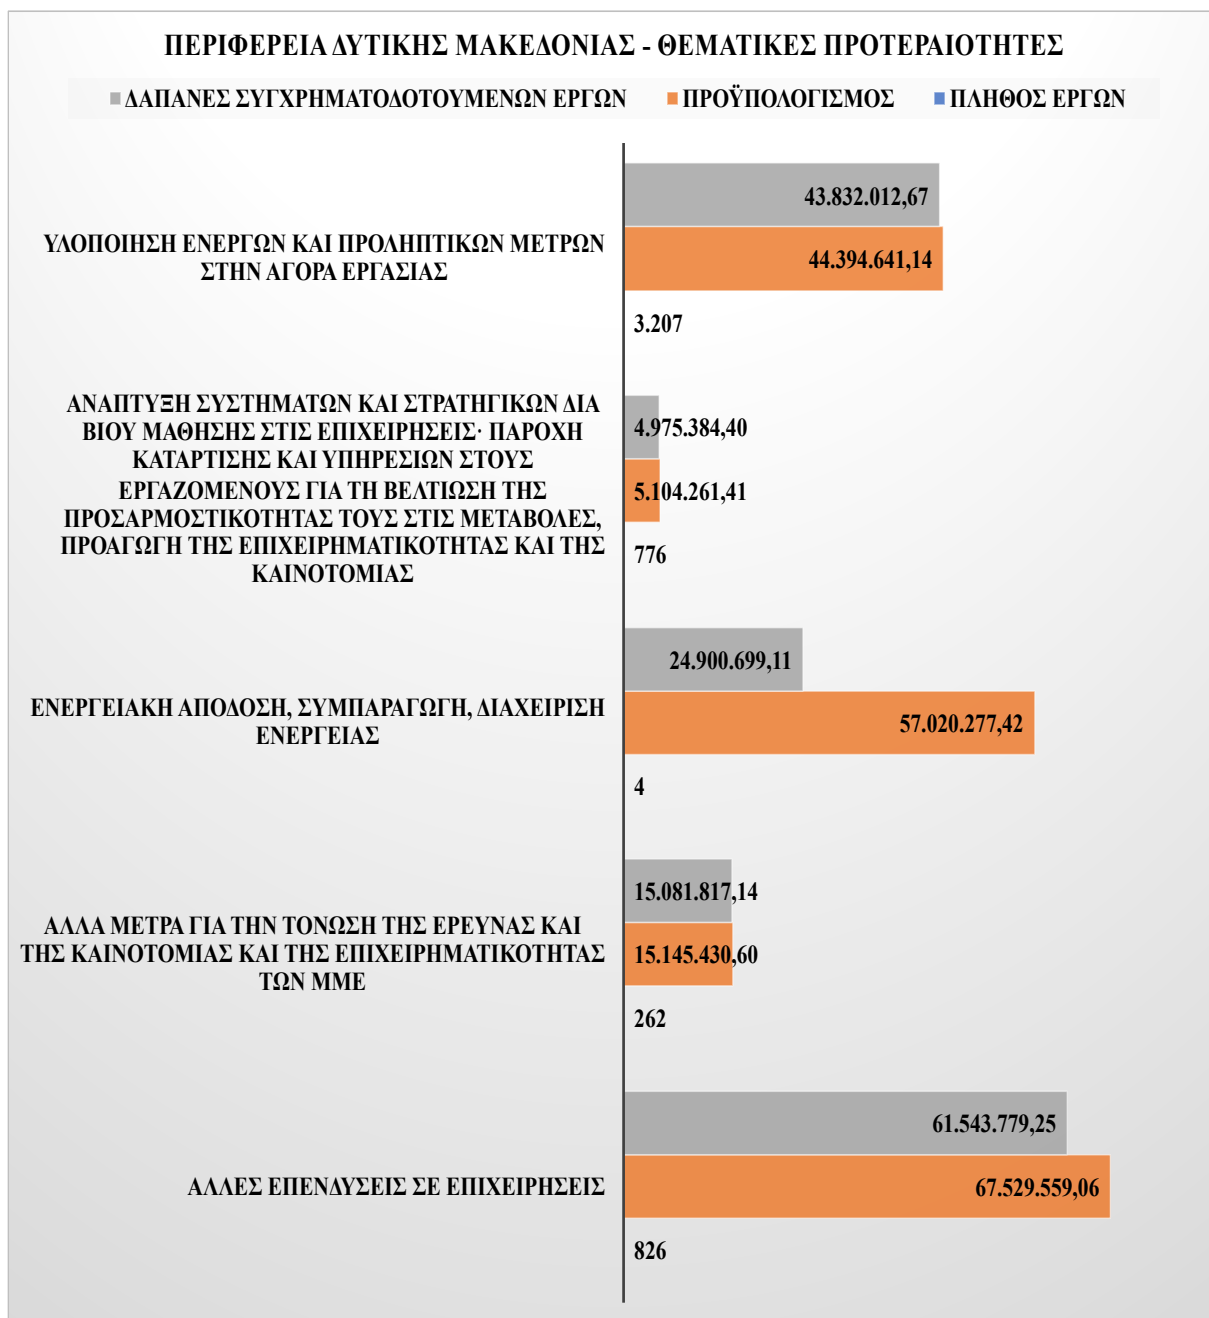 ΠΕΡΙΦΕΡΕΙΑ ΔΥΤΙΚΗΣ ΜΑΚΕΔΟΝΙΑΣ - ΘΕΜΑΤΙΚΕΣ ΠΡΟΤΕΡΑΙΟΤΗΤΕΣ
ΔΑΠΑΝΕΣ ΣΥΓΧΡΗΜΑΤΟΔΟΤΟΥΜΕΝΩΝ ΕΡΓΩΝ ΠΡΟΫΠΟΛΟΓΙΣΜΟΣ ΠΛΗΘΟΣ ΕΡΓΩΝ
ΥΛΟΠΟΙΗΣΗ ΕΝΕΡΓΩΝ ΚΑΙ ΠΡΟΛΗΠΤΙΚΩΝ ΜΕΤΡΩΝ
ΣΤΗΝ ΑΓΟΡΑ ΕΡΓΑΣΙΑΣ
43.832.012,67
44.394.641,14
3.207
ΑΝΑΠΤΥΞΗ ΣΥΣΤΗΜΑΤΩΝ ΚΑΙ ΣΤΡΑΤΗΓΙΚΩΝ ΔΙΑ
ΒΙΟΥ ΜΑΘΗΣΗΣ ΣΤΙΣ ΕΠΙΧΕΙΡΗΣΕΙΣ· ΠΑΡΟΧΗ
ΚΑΤΑΡΤΙΣΗΣ ΚΑΙ ΥΠΗΡΕΣΙΩΝ ΣΤΟΥΣ
ΕΡΓΑΖΟΜΕΝΟΥΣ ΓΙΑ ΤΗ ΒΕΛΤΙΩΣΗ ΤΗΣ
ΠΡΟΣΑΡΜΟΣΤΙΚΟΤΗΤΑΣ ΤΟΥΣ ΣΤΙΣ ΜΕΤΑΒΟΛΕΣ,
ΠΡΟΑΓΩΓΗ ΤΗΣ ΕΠΙΧΕΙΡΗΜΑΤΙΚΟΤΗΤΑΣ ΚΑΙ ΤΗΣ
ΚΑΙΝΟΤΟΜΙΑΣ
4.975.384,40
5.104.261,41
776
ΕΝΕΡΓΕΙΑΚΗ ΑΠΟΔΟΣΗ, ΣΥΜΠΑΡΑΓΩΓΗ, ΔΙΑΧΕΙΡΙΣΗ
ΕΝΕΡΓΕΙΑΣ
24.900.699,11
57.020.277,42
4
ΑΛΛΑ ΜΕΤΡΑ ΓΙΑ ΤΗΝ ΤΟΝΩΣΗ ΤΗΣ ΕΡΕΥΝΑΣ ΚΑΙ
ΤΗΣ ΚΑΙΝΟΤΟΜΙΑΣ ΚΑΙ ΤΗΣ ΕΠΙΧΕΙΡΗΜΑΤΙΚΟΤΗΤΑΣ
ΤΩΝ ΜΜΕ
15.081.817,14
15.145.430,60
262
ΑΛΛΕΣ ΕΠΕΝΔΥΣΕΙΣ ΣΕ ΕΠΙΧΕΙΡΗΣΕΙΣ
61.543.779,25
67.529.559,06
826